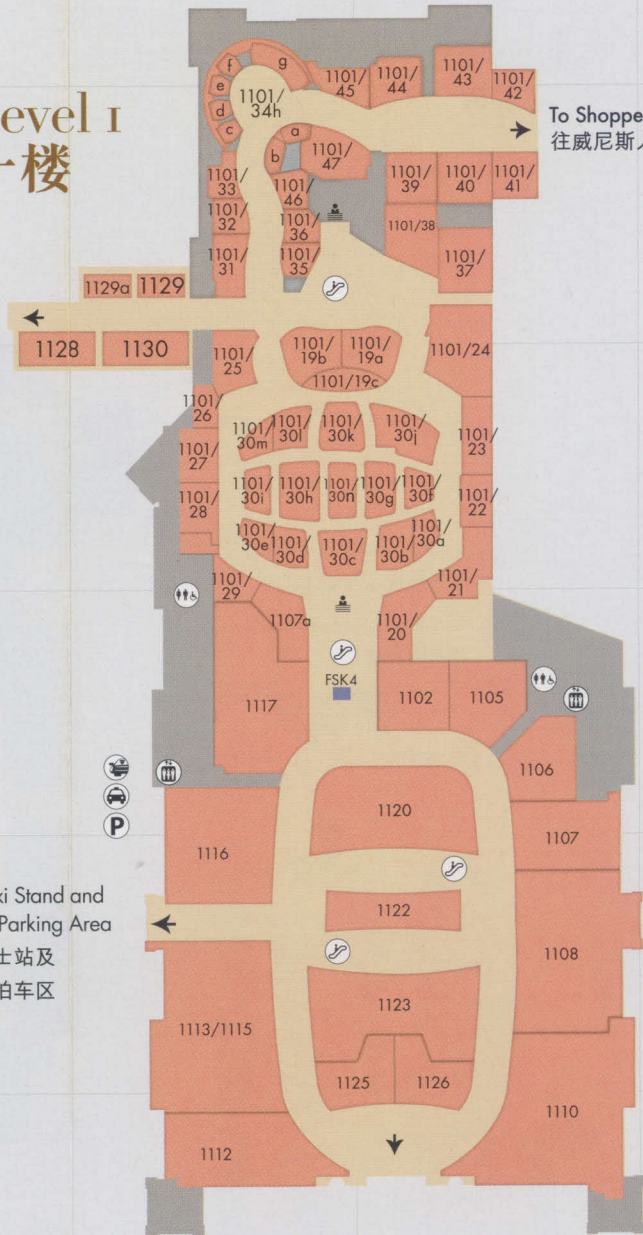 evel 1
楼
f
g
e
d
c
1101/
34h
a
b
1101/
45
1101/
44
1101/
43
1101/
42
1101/
47
To Shoppe
往威尼斯
1101/
33
1101/
46
1101/
39
1101/
40
1101/
41
1101/
32
1101/
36
1101/38
1101/
31
1101/
35
1101/
37
1129a
1129
1128
1130
1101/
25
1101/
19b
1101/
19a
1101/19c
1101/24
1101/
26
1101/
30m
1101/
30l
1101/
30k
1101/
30j
1101/
23
1101/
27
1101/
30i
1101/
30h
1101/
30n
1101/
30g
1101/
30f
1101/
22
1101/
28
1101/
30e
1101/
30d
1101/
30c
1101/
30b
1101/
30a
1101/
29
1107a
1101/
20
1101/
21
FSK4
1117
1102
1105
1106
P
1120
1116
1107
xi Stand and
Parking Area
士站及
泊车区
1122
1108
1113/1115
1123
1125
1126
1110
1112